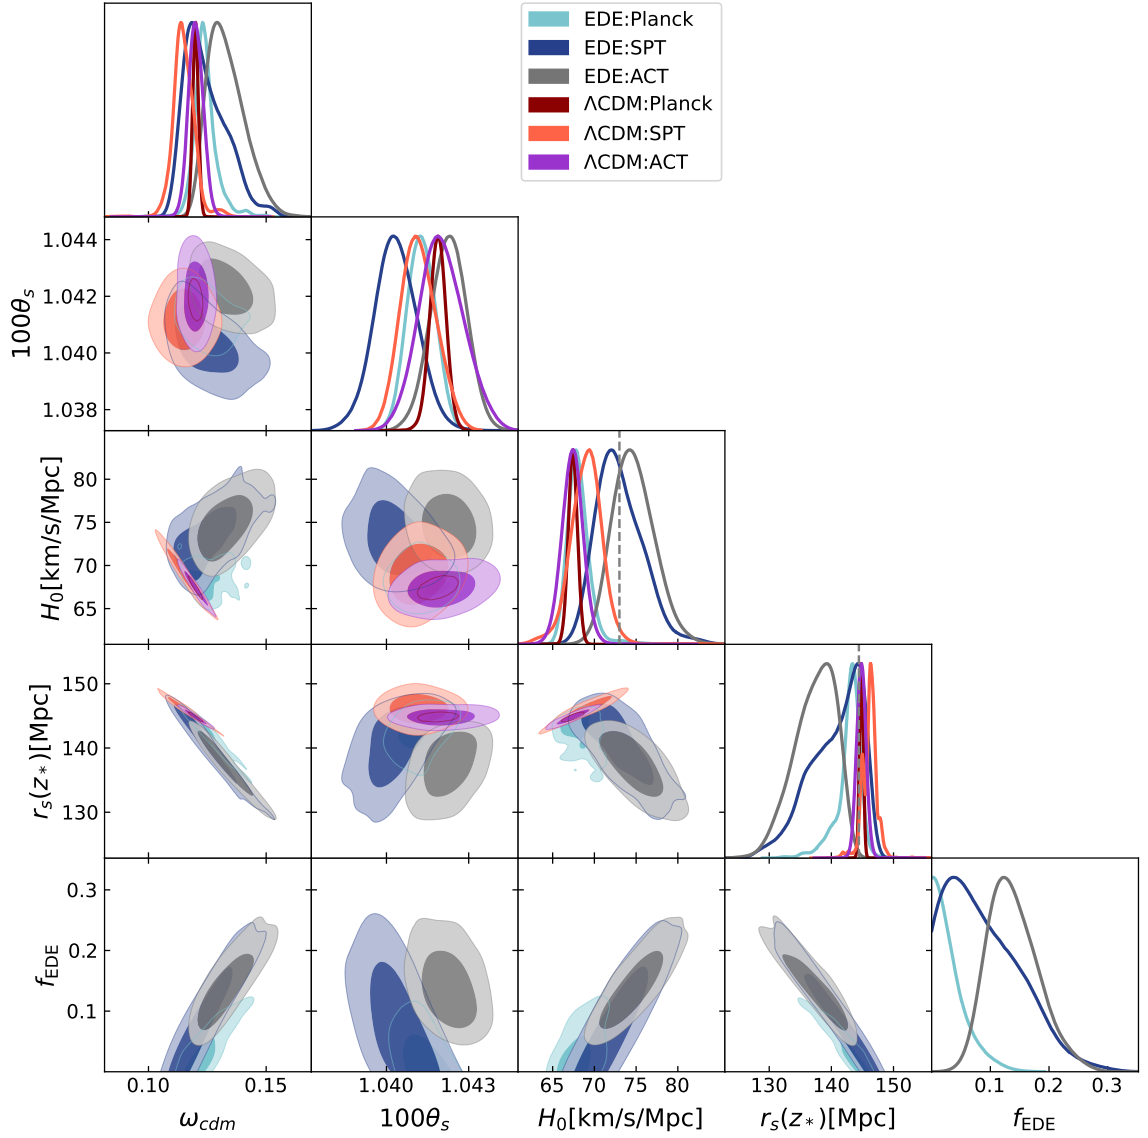 EDE:Planck
EDE:SPT
EDE:ACT
ΛCDM:Planck
ΛCDM:SPT
ΛCDM:ACT
1.044
1.042
1.040
1.038
100θs
80
75
70
65
H0[km/s/Mpc]
150
140
130
rs(z*)[Mpc]
0.3
0.2
0.1
fEDE
0.10 0.15
1.040 1.043
65 70 75 80
130 140 150
0.1 0.2 0.3
ωcdm
100θs
H0[km/s/Mpc]
rs(z*)[Mpc]
fEDE